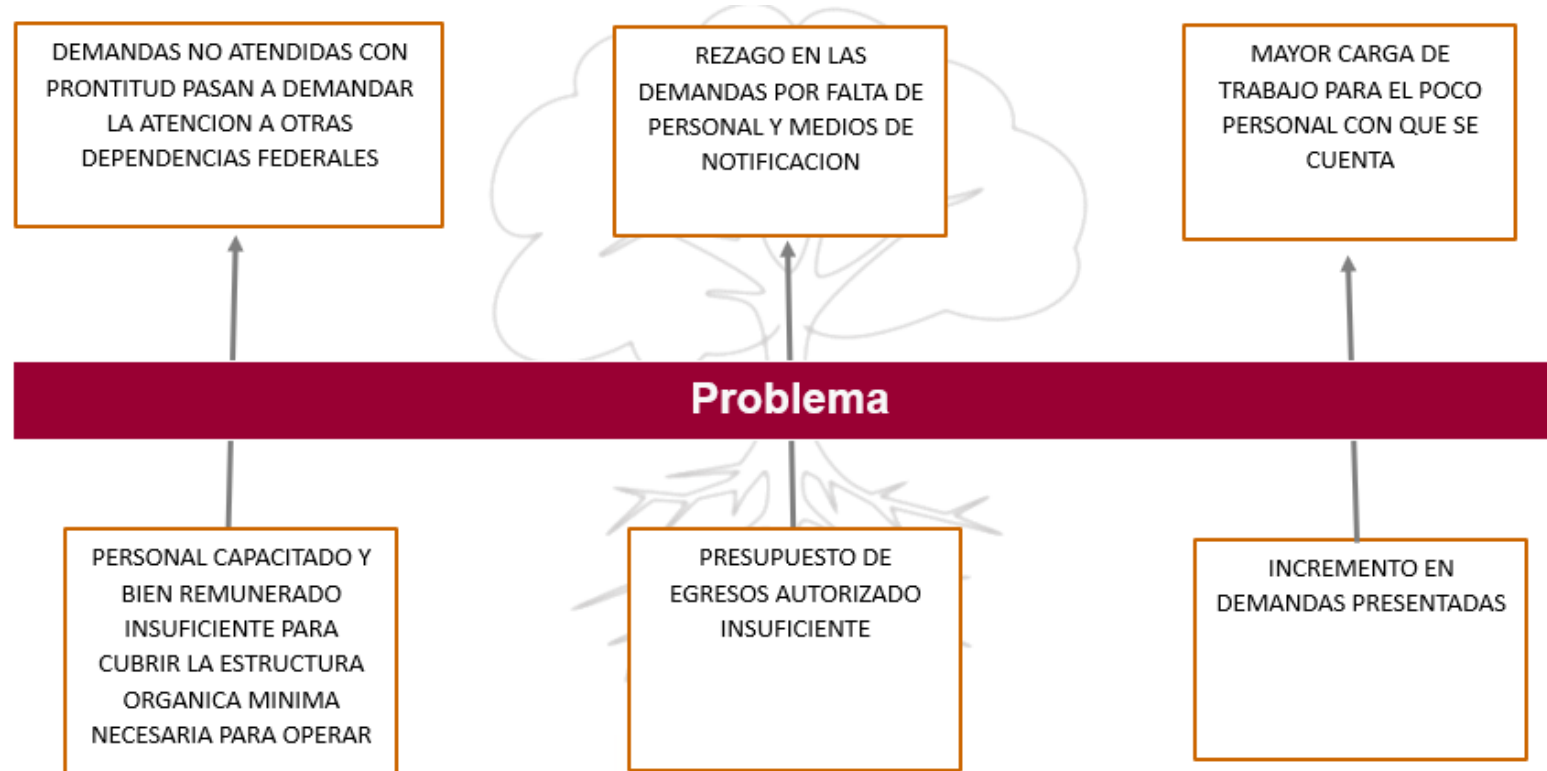 DEMANDAS NO ATENDIDAS CON
PRONTITUD PASAN A DEMANDAR
LA ATENCION A OTRAS
DEPENDENCIAS FEDERALES
REZAGO EN LAS
DEMANDAS POR FALTA DE
PERSONAL Y MEDIOS DE
NOTIFICACION
MAYOR CARGA DE
TRABAJO PARA EL POCO
PERSONAL CON QUE SE
CUENTA
Problema
PERSONAL CAPACITADO Y
BIEN REMUNERADO
INSUFICIENTE PARA
CUBRIR LA ESTRUCTURA
ORGANICA MINIMA
NECESARIA PARA OPERAR
PRESUPUESTO DE
EGRESOS AUTORIZADO
INSUFICIENTE
INCREMENTO EN
DEMANDAS PRESENTADAS